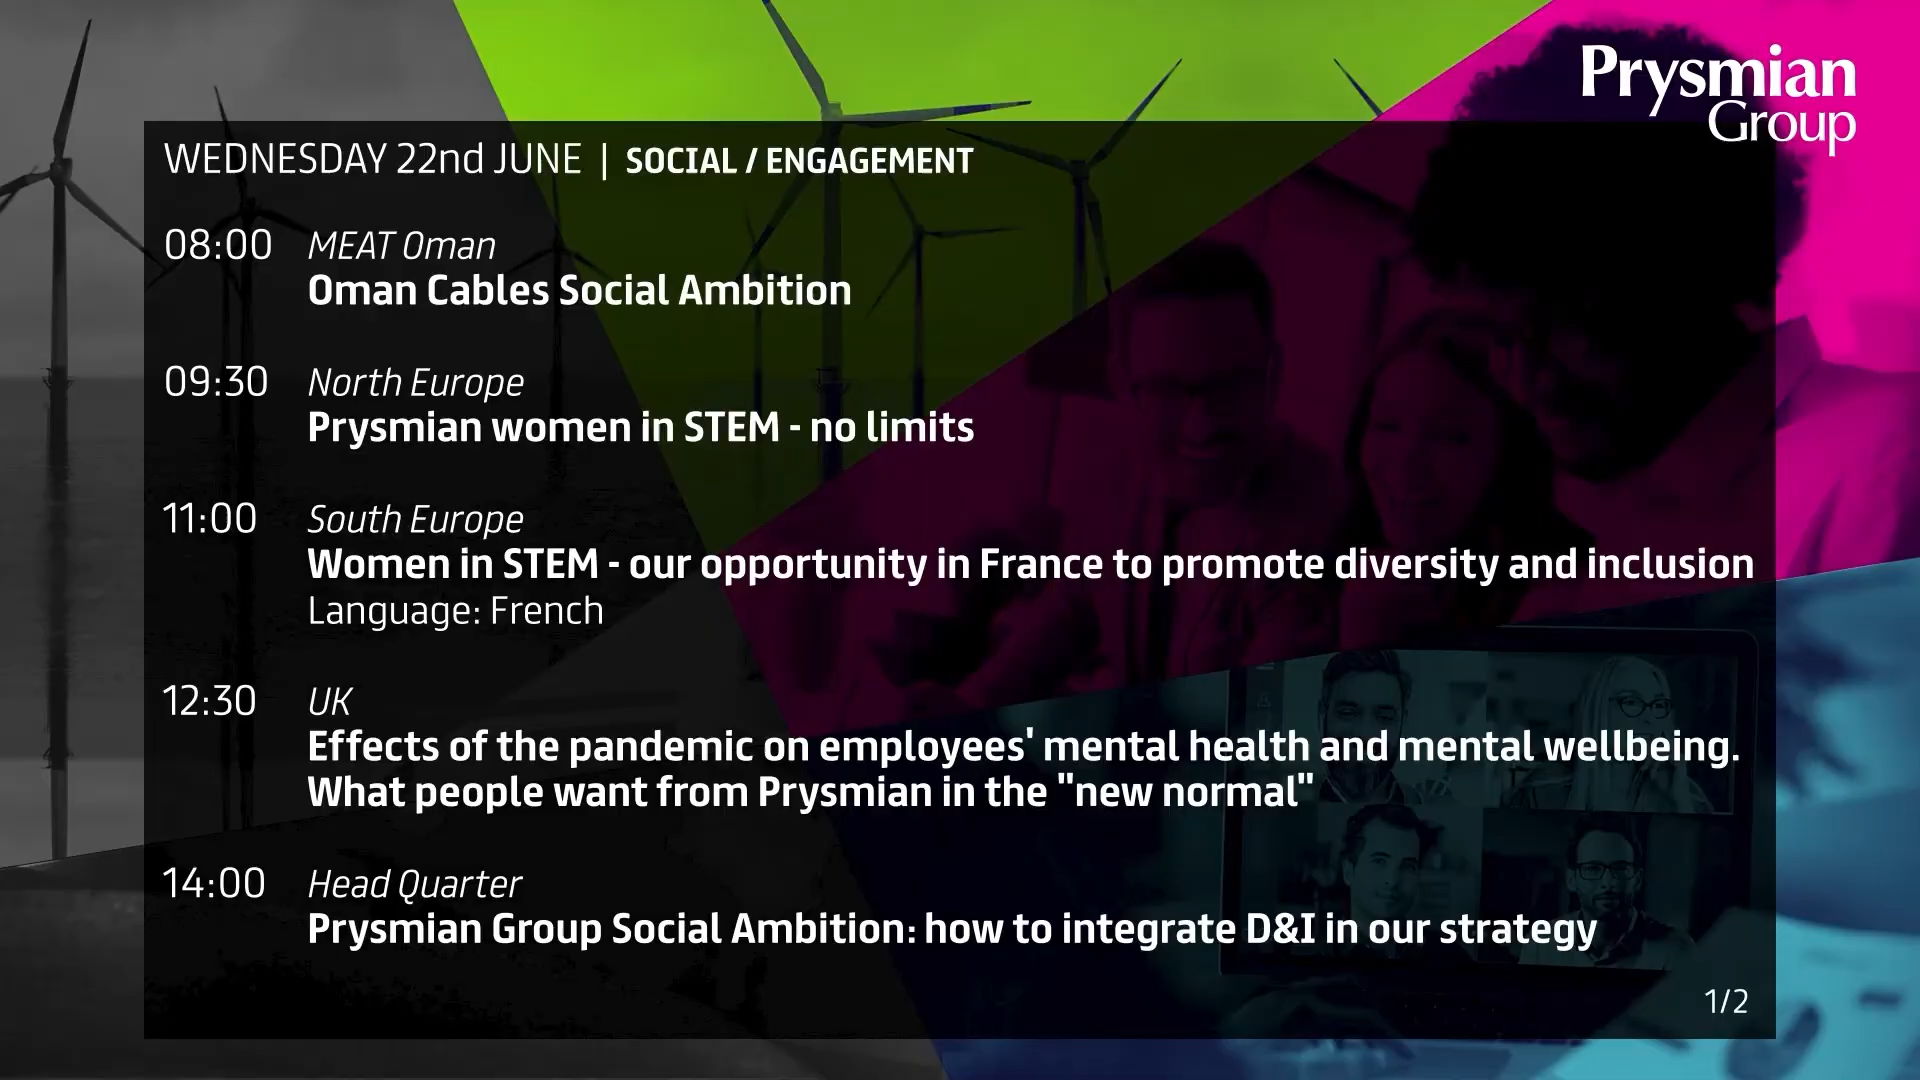 Prysmian
Group
WEDNESDAY 22nd JUNE | SOCIAL / ENGAGEMENT
08:00 MEAT Oman
Oman Cables Social Ambition
09:30 North Europe
Prysmian women in STEM - no limits
11:00 South Europe
Women in STEM - our opportunity in France to promote diversity and inclusion
Language: French
12:30 UK
Effects of the pandemic on employees' mental health and mental wellbeing.
What people want from Prysmian in the "new normal"
14:00 Head Quarter
Prysmian Group Social Ambition: how to integrate D&I in our strategy
1/2